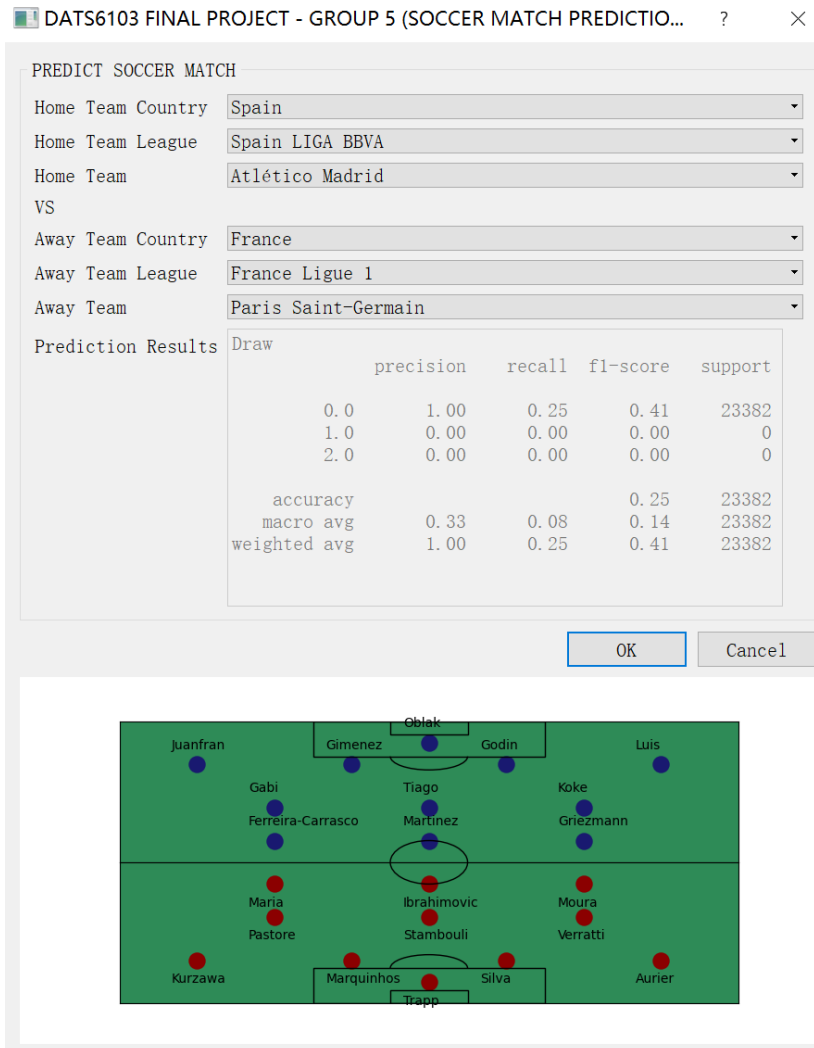 DATS6103 FINAL PROJECT - GROUP 5 (SOCCER MATCH PREDICTIO... ?
PREDICT SOCCER MATCH
Home Team Country Spain
Home Team League Spain LIGA BBVA
Home Team Atlético Madrid
VS
Away Team Country France
Away Team League France Ligue 1
Away Team Paris Saint-Germain
Prediction Results Draw
precision recall f1-score support
0.0 1.00 0.25 0.41 23382
1.0 0.00 0.00 0.00 0
2.0 0.00 0.00 0.00 0
accuracy 0.25 23382
macro avg 0.33 0.08 0.14 23382
weighted avg 1.00 0.25 0.41 23382
OK Cancel
Oblak
Juanfran Gimenez Godin Luis
Gabi Tiago Koke
Ferreira-Carrasco Martinez Griezmann
Maria Ibrahimovic Moura
Pastore Stambouli Verratti
Kurzawa Marquinhos Silva Aurier
Trapp